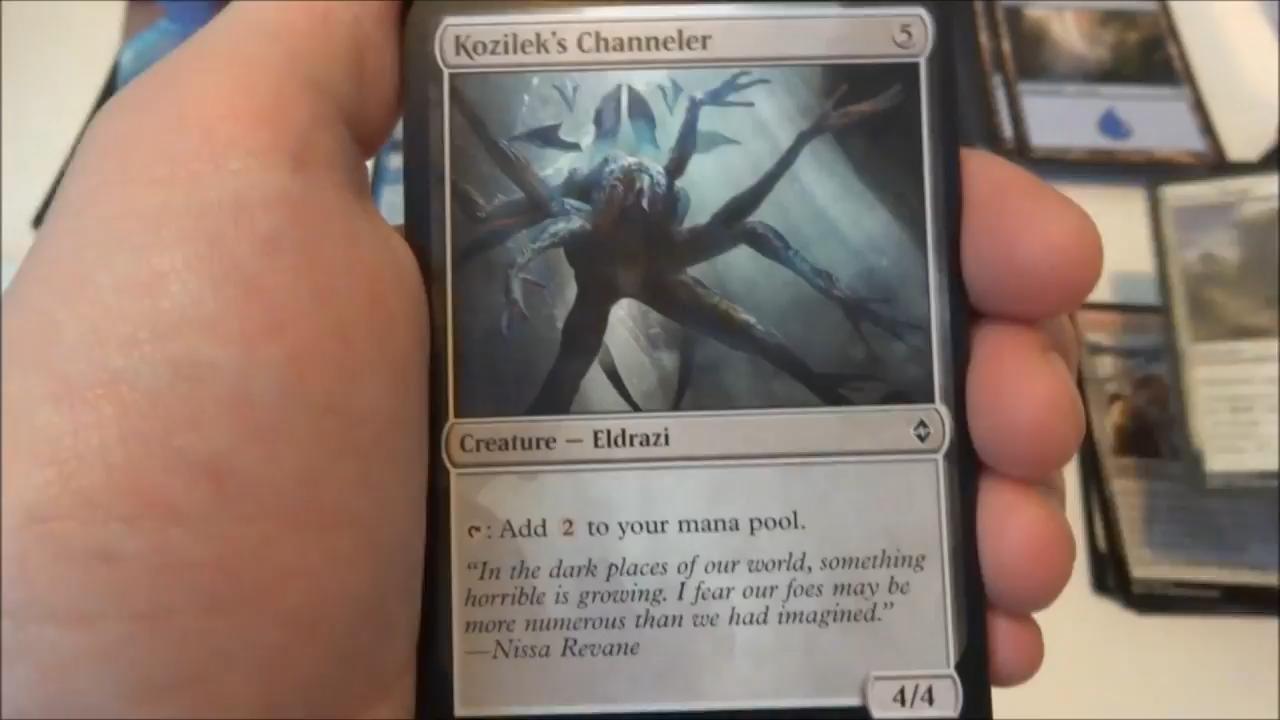 Kozilek's Channeler 5
Creature — Eldrazi
: Add 2 to your mana pool.
“In the dark places of our world, something
horrible is growing. I fear our foes may be
more numerous than we had imagined.”
—Nissa Revane
4/4